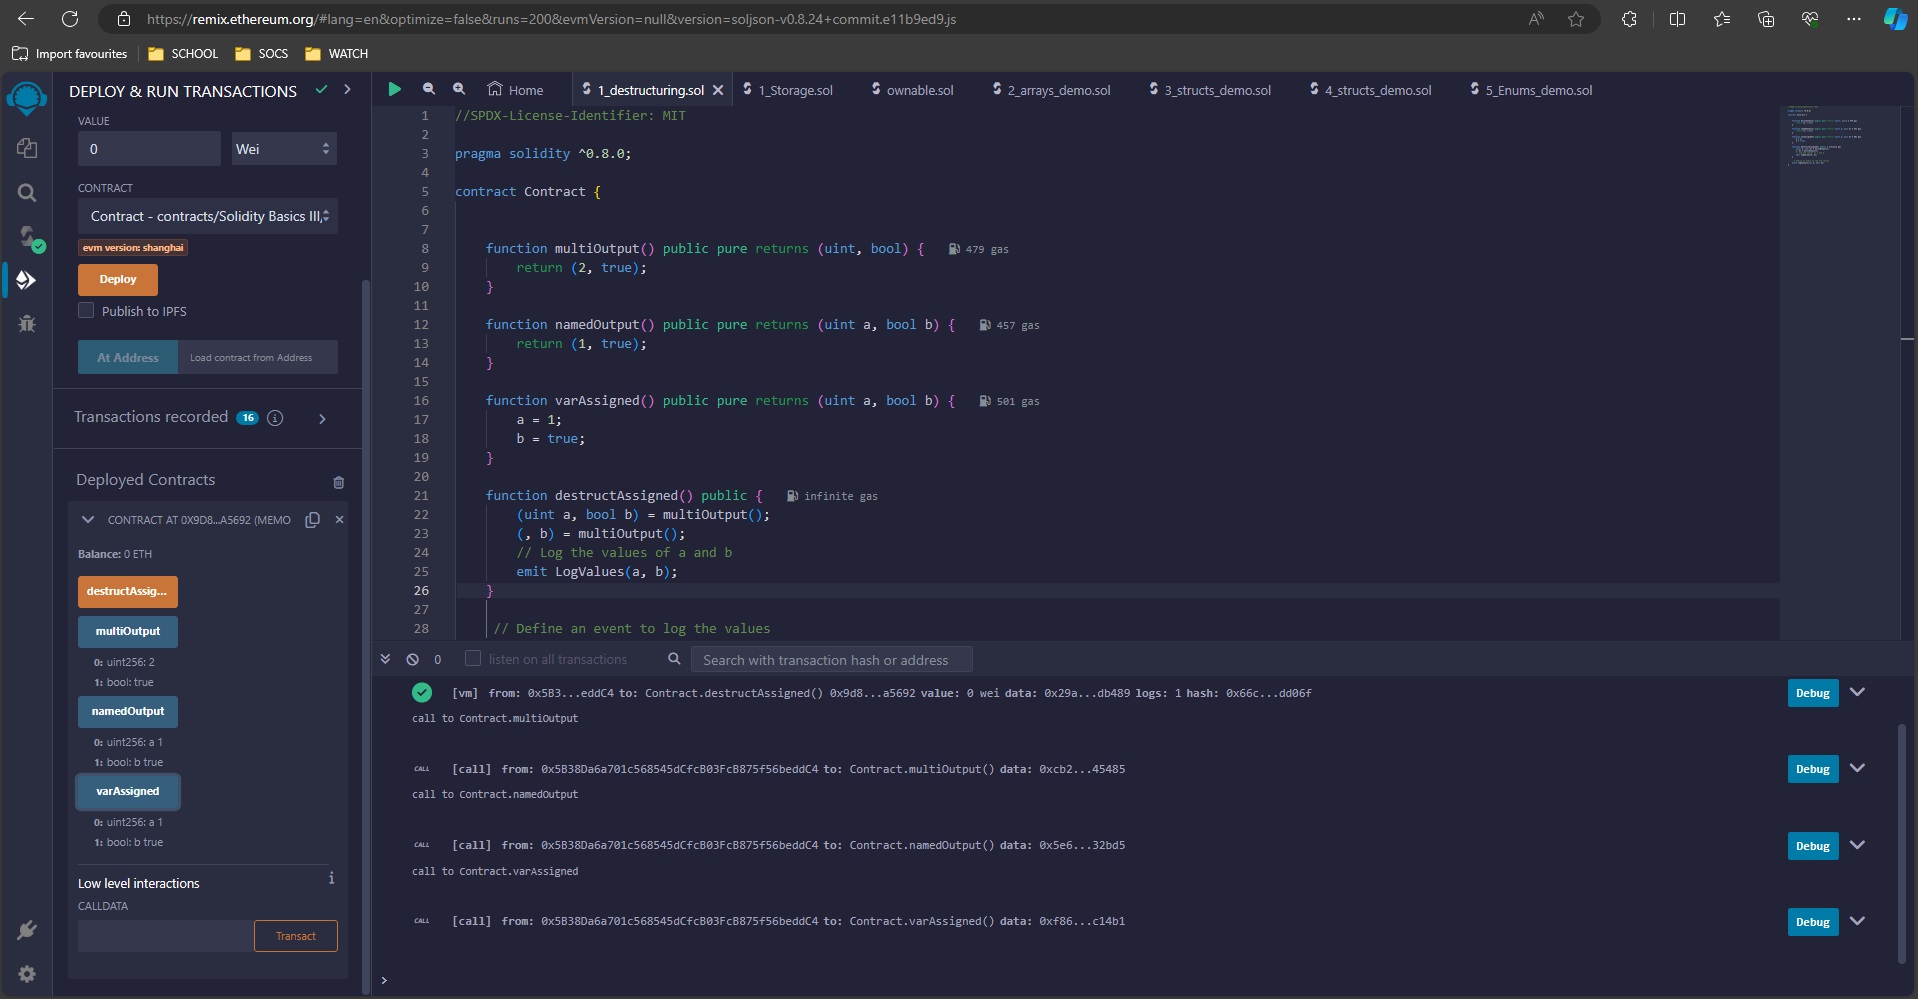 https://remix.ethereum.org/#lang=en&optimize=false&runs=200&evmVersion=null&version=soljson-v0.8.24+commit.e11b9ed9.js
Import favourites SCHOOL SOCS WATCH
DEPLOY & RUN TRANSACTIONS
VALUE
0 Wei
CONTRACT
Contract - contracts/Solidity Basics III,
evm version: shanghai
Deploy
Publish to IPFS
At Address Load contract from Address
Transactions recorded 16
Deployed Contracts
CONTRACT AT 0X9D8...A5692 (MEMO
Balance: 0 ETH
destructAssig...
multiOutput
0: uint256: 2
1: bool: true
namedOutput
0: uint256: a 1
1: bool: b true
varAssigned
0: uint256: a 1
1: bool: b true
Low level interactions
CALLDATA
Transact
Home 1_destructuring.sol 1_Storage.sol ownable.sol 2_arrays_demo.sol 3_structs_demo.sol 4_structs_demo.sol 5_Enums_demo.sol
1 //SPDX-License-Identifier: MIT
2
3 pragma solidity ^0.8.0;
4
5 contract Contract {
6
7
8 function multiOutput() public pure returns (uint, bool) { 479 gas
9 return (2, true);
10 }
11
12 function namedOutput() public pure returns (uint a, bool b) { 457 gas
13 return (1, true);
14 }
15
16 function varAssigned() public pure returns (uint a, bool b) { 501 gas
17 a = 1;
18 b = true;
19 }
20
21 function destructAssigned() public { infinite gas
22 (uint a, bool b) = multiOutput();
23 (, b) = multiOutput();
24 // Log the values of a and b
25 emit LogValues(a, b);
26 }
27
28 // Define an event to log the values
0 listen on all transactions Search with transaction hash or address
[vm] from: 0x5B3...eddC4 to: Contract.destructAssigned() 0x9d8...a5692 value: 0 wei data: 0x29a...db489 logs: 1 hash: 0x66c...dd06f Debug
call to Contract.multiOutput
CALL [call] from: 0x5B38Da6a701c568545dCfcB03FcB875f56beddC4 to: Contract.multiOutput() data: 0xcb2...45485 Debug
call to Contract.namedOutput
CALL [call] from: 0x5B38Da6a701c568545dCfcB03FcB875f56beddC4 to: Contract.namedOutput() data: 0x5e6...32bd5 Debug
call to Contract.varAssigned
CALL [call] from: 0x5B38Da6a701c568545dCfcB03FcB875f56beddC4 to: Contract.varAssigned() data: 0xf86...c14b1 Debug
>